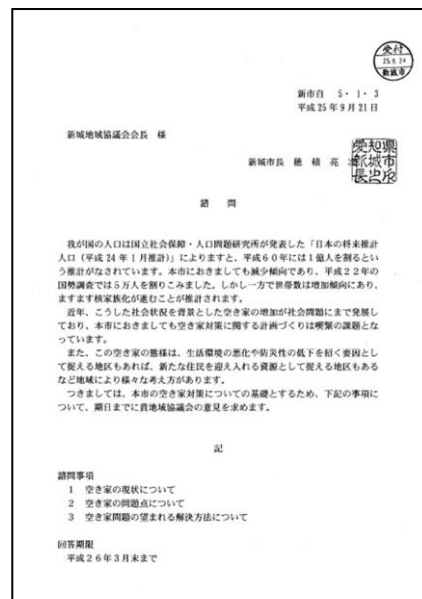 受付
25.9.24
新城市
新市自 5・1・3
平成25年9月21日
新城地域協議会会長 様
新城市長 穂積亮次
諮問
我が国の人口は国立社会保障・人口問題研究所が発表した「日本の将来推計
人口(平成24年1月推計)」によりますと、平成60年には1億人を割るとい
う推計がなされています。本市におきましても減少傾向であり、平成22年の
国勢調査では5万人を割りこみました。しかし一方で世帯数は増加傾向にあり、
ますます核家族化が進むことが推計されます。
近年、こうした社会状況を背景とした空き家の増加が社会問題にまで発展し
ており、本市におきましても空き家対策に関する計画づくりは喫緊の課題とな
っています。
また、この空き家の態様は、生活環境の悪化や防災性の低下を招く要因として
捉える地区もあれば、新たな住民を迎え入れる資源として捉える地区もある
など地域により様々な考え方があります。
つきましては、本市の空き家対策についての基礎とするため、下記の事項に
ついて、期日までに貴地域協議会の意見を求めます。
記
諮問事項
1 空き家の現状について
2 空き家の問題点について
3 空き家問題の望まれる解決方法について
回答期限
平成26年3月末まで